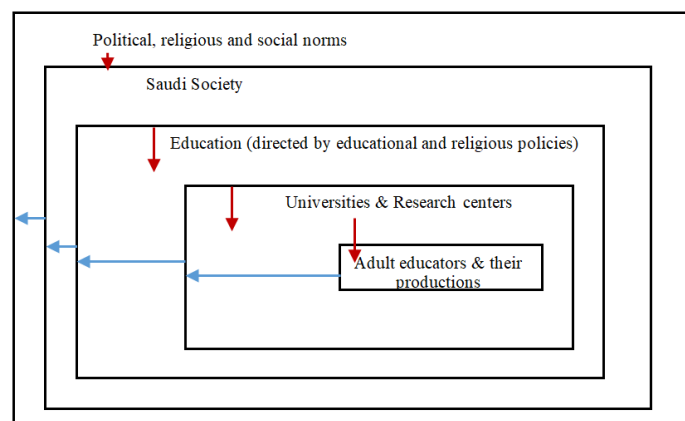 Political, religious and social norms
Saudi Society
Education (directed by educational and religious policies)
Universities & Research centers
Adult educators & their
productions